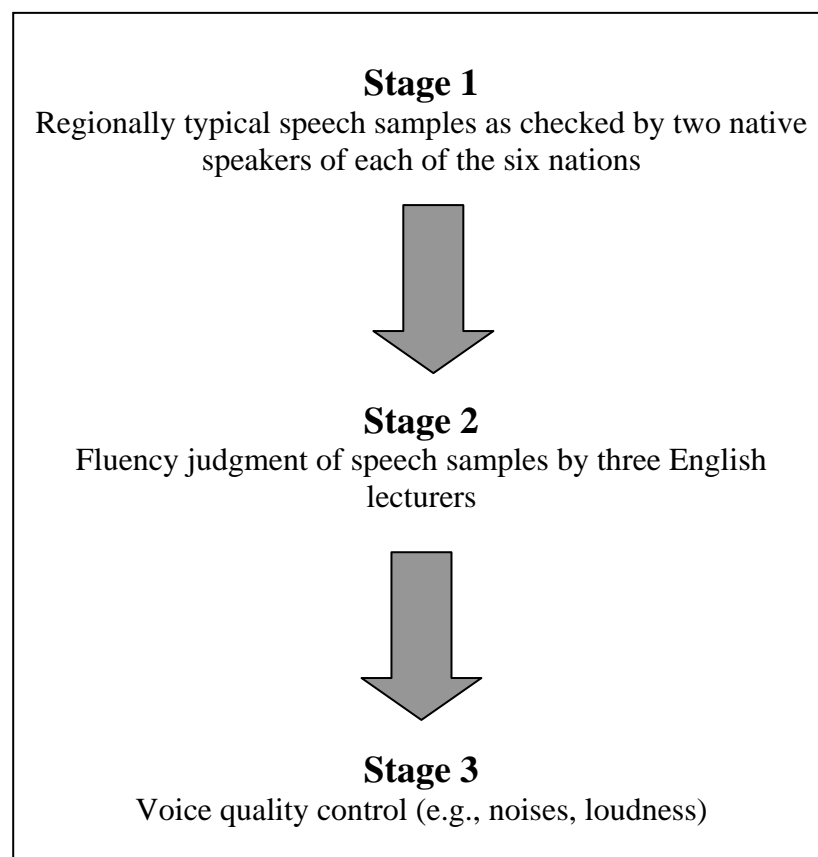 Stage 1
Regionally typical speech samples as checked by two native
speakers of each of the six nations
Stage 2
Fluency judgment of speech samples by three English
lecturers
Stage 3
Voice quality control (e.g., noises, loudness)